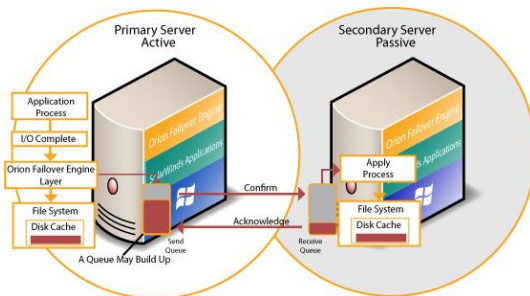 Primary Server
Active
Secondary Server
Passive
Application
Process
I/O Complete
Orion Failover Engine
Layer
File System
Disk Cache
A Queue May Build Up
Orion Failover Engine
SolarWinds Applications
Send
Queue
Confirm
Acknowledge
Receive
Queue
Orion Failover Engine
s Applications
Apply
Process
File System
Disk Cache